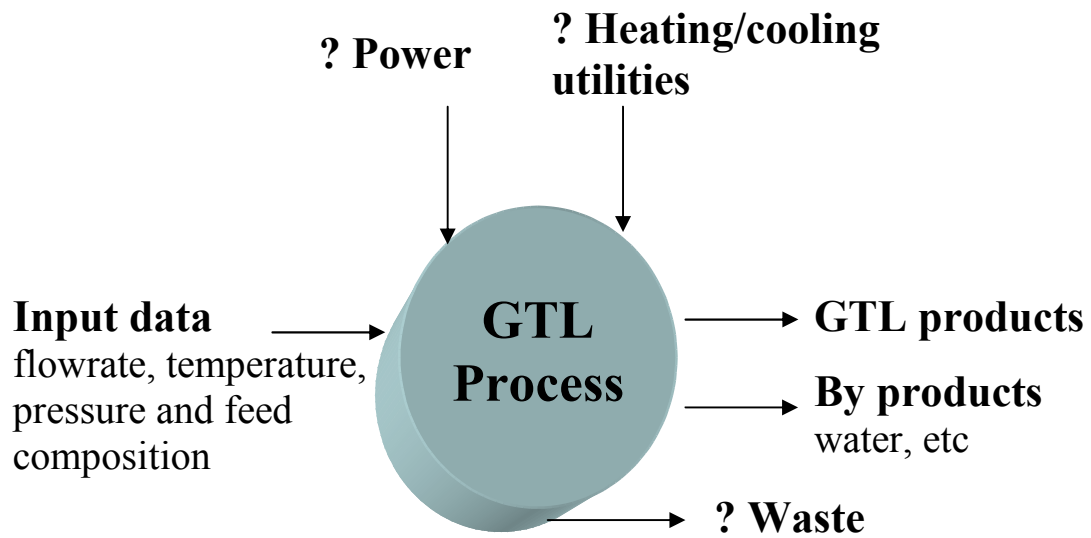 ? Power
? Heating/cooling
utilities
Input data
flowrate, temperature,
pressure and feed
composition
GTL
Process
GTL products
By products
water, etc
? Waste